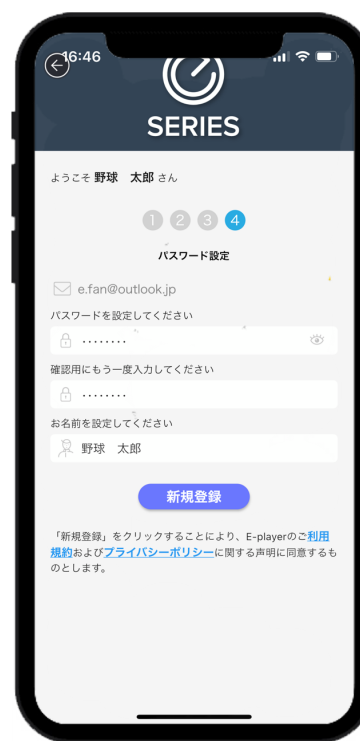 16:46
SERIES
ようこそ 野球　太郎 さん
1 2 3 4
パスワード設定
e.fan@outlook.jp
パスワードを設定してください
........
確認用にもう一度入力してください
........
お名前を設定してください
野球　太郎
新規登録
「新規登録」をクリックすることにより、E-playerのご利用
規約およびプライバシーポリシーに関する声明に同意するも
のとします。